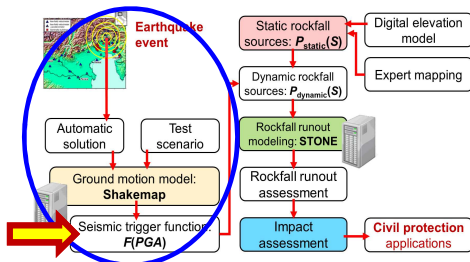 Earthquake
event
Automatic
solution
Test
scenario
Ground motion model:
Shakemap
Seismic trigger function:
F(PGA)
Static rockfall
sources: Pstatic(S)
Dynamic rockfall
sources: Pdynamic(S)
Rockfall runout
modeling: STONE
Rockfall runout
assessment
Impact
assessment
Digital elevation
model
Expert mapping
Civil protection
applications